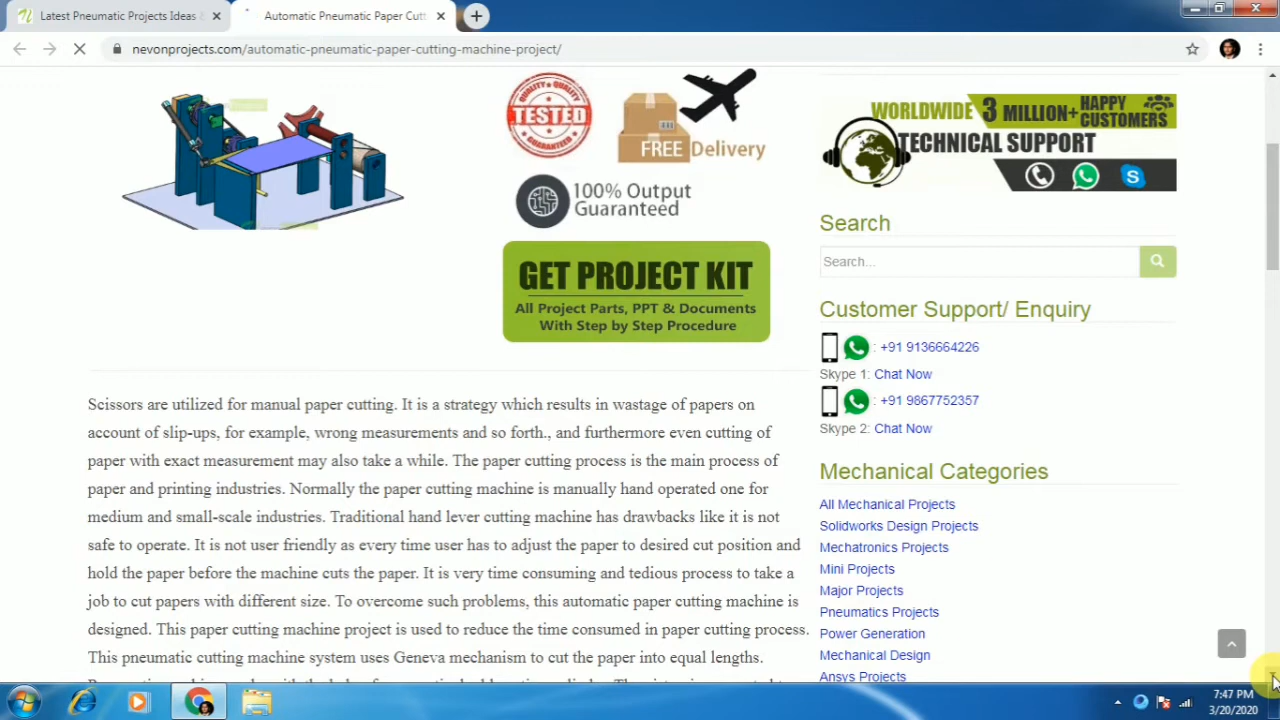 Latest Pneumatic Projects Ideas
Automatic Pneumatic Paper Cutt
nevonprojects.com/automatic-pneumatic-paper-cutting-machine-project/
QUALITY
TESTED
QUALITY
FREE Delivery
100% Output
Guaranteed
GET PROJECT KIT
All Project Parts, PPT & Documents
With Step by Step Procedure
Scissors are utilized for manual paper cutting. It is a strategy which results in wastage of papers on
account of slip-ups, for example, wrong measurements and so forth., and furthermore even cutting of
paper with exact measurement may also take a while. The paper cutting process is the main process of
paper and printing industries. Normally the paper cutting machine is manually hand operated one for
medium and small-scale industries. Traditional hand lever cutting machine has drawbacks like it is not
safe to operate. It is not user friendly as every time user has to adjust the paper to desired cut position and
hold the paper before the machine cuts the paper. It is very time consuming and tedious process to take a
job to cut papers with different size. To overcome such problems, this automatic paper cutting machine is
designed. This paper cutting machine project is used to reduce the time consumed in paper cutting process.
This pneumatic cutting machine system uses Geneva mechanism to cut the paper into equal lengths.
WORLDWIDE 3 MILLION+ HAPPY CUSTOMERS
TECHNICAL SUPPORT
Search
Search...
Customer Support/ Enquiry
: +91 9136664226
Skype 1: Chat Now
: +91 9867752357
Skype 2: Chat Now
Mechanical Categories
All Mechanical Projects
Solidworks Design Projects
Mechatronics Projects
Mini Projects
Major Projects
Pneumatics Projects
Power Generation
Mechanical Design
Ansys Projects
7:47 PM
3/20/2020